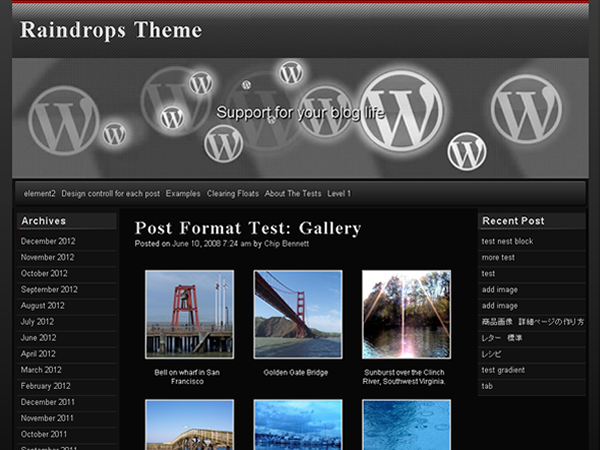 Raindrops Theme
Support for your blog life
element2 Design controll for each post Examples Clearing Floats About The Tests Level 1
Archives
December 2012
November 2012
October 2012
September 2012
August 2012
July 2012
June 2012
April 2012
March 2012
February 2012
December 2011
November 2011
October 2011
September 2011
Post Format Test: Gallery
Posted on June 10, 2008 7:24 am by Chip Bennett
Bell on wharf in San
Francisco
Golden Gate Bridge
Sunburst over the Clinch
River, Southwest Virginia.
Recent Post
test nest block
more test
test
add image
add image
商品画像 詳細ページの作り方
レター 標準
レシピ
test gradient
tab